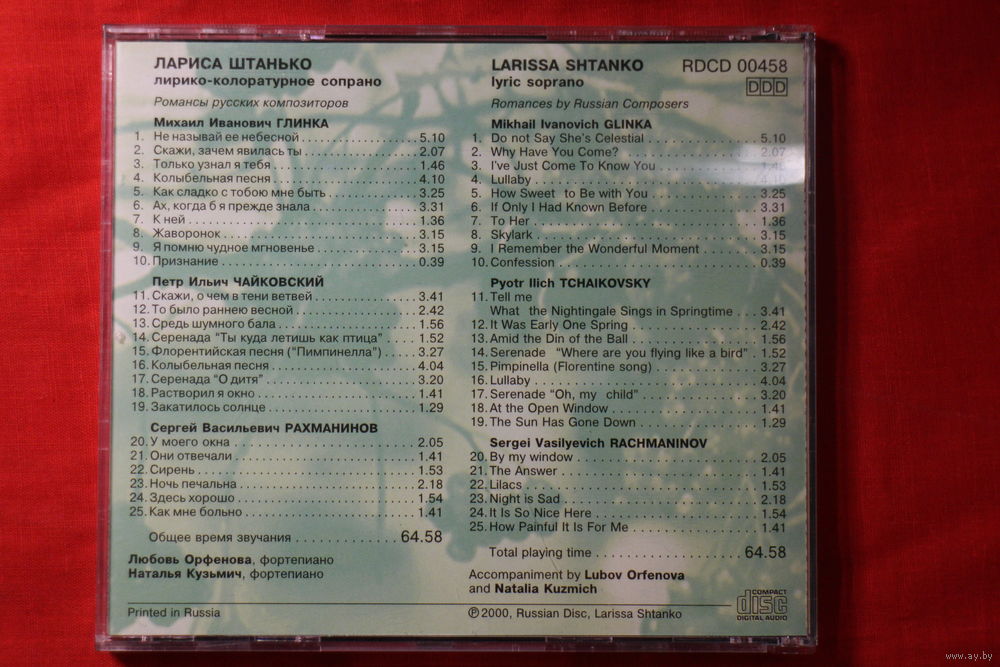 ЛАРИСА ШТАНЬКО
лирико-колоратурное сопрано
Романсы русских композиторов
Михаил Иванович ГЛИНКА
1. Не называй ее небесной 5.10
2. Скажи, зачем явилась ты 2.07
3. Только узнал я тебя 1.46
4. Колыбельная песня 4.10
5. Как сладко с тобою мне быть 3.25
6. Ах, когда б я прежде знала 3.31
7. К ней 1.36
8. Жаворонок 3.15
9. Я помню чудное мгновенье 3.15
10. Признание 0.39
Петр Ильич ЧАЙКОВСКИЙ
11. Скажи, о чем в тени ветвей 3.41
12. То было раннею весной 2.42
13. Средь шумного бала 1.56
14. Серенада "Ты куда летишь как птица" 1.52
15. Флорентийская песня ("Пимпинелла") 3.27
16. Колыбельная песня 4.04
17. Серенада "О дитя" 3.20
18. Растворил я окно 1.41
19. Закатилось солнце 1.29
Сергей Васильевич РАХМАНИНОВ
20. У моего окна 2.05
21. Они отвечали 1.41
22. Сирень 1.53
23. Ночь печальна 2.18
24. Здесь хорошо 1.54
25. Как мне больно 1.41
Общее время звучания 64.58
Любовь Орфенова, фортепиано
Наталья Кузьмич, фортепиано
Printed in Russia
LARISSA SHTANKO RDCD 00458
lyric soprano DDD
Romances by Russian Composers
Mikhail Ivanovich GLINKA
1. Do not Say She's Celestial 5.10
2. Why Have You Come? 2.07
3. I've Just Come To Know You 1.46
4. Lullaby 4.10
5. How Sweet to Be with You 3.25
6. If Only I Had Known Before 3.31
7. To Her 1.36
8. Skylark 3.15
9. I Remember the Wonderful Moment 3.15
10. Confession 0.39
Pyotr Ilich TCHAIKOVSKY
11. Tell me
What the Nightingale Sings in Springtime 3.41
12. It Was Early One Spring 2.42
13. Amid the Din of the Ball 1.56
14. Serenade "Where are you flying like a bird" 1.52
15. Pimpinella (Florentine song) 3.27
16. Lullaby 4.04
17. Serenade "Oh, my child" 3.20
18. At the Open Window 1.41
19. The Sun Has Gone Down 1.29
Sergei Vasilyevich RACHMANINOV
20. By my window 2.05
21. The Answer 1.41
22. Lilacs 1.53
23. Night is Sad 2.18
24. It Is So Nice Here 1.54
25. How Painful It Is For Me 1.41
Total playing time 64.58
Accompaniment by Lubov Orfenova
and Natalia Kuzmich
℗ 2000, Russian Disc, Larissa Shtanko
COMPACT
disc
DIGITAL AUDIO
www.ay.by